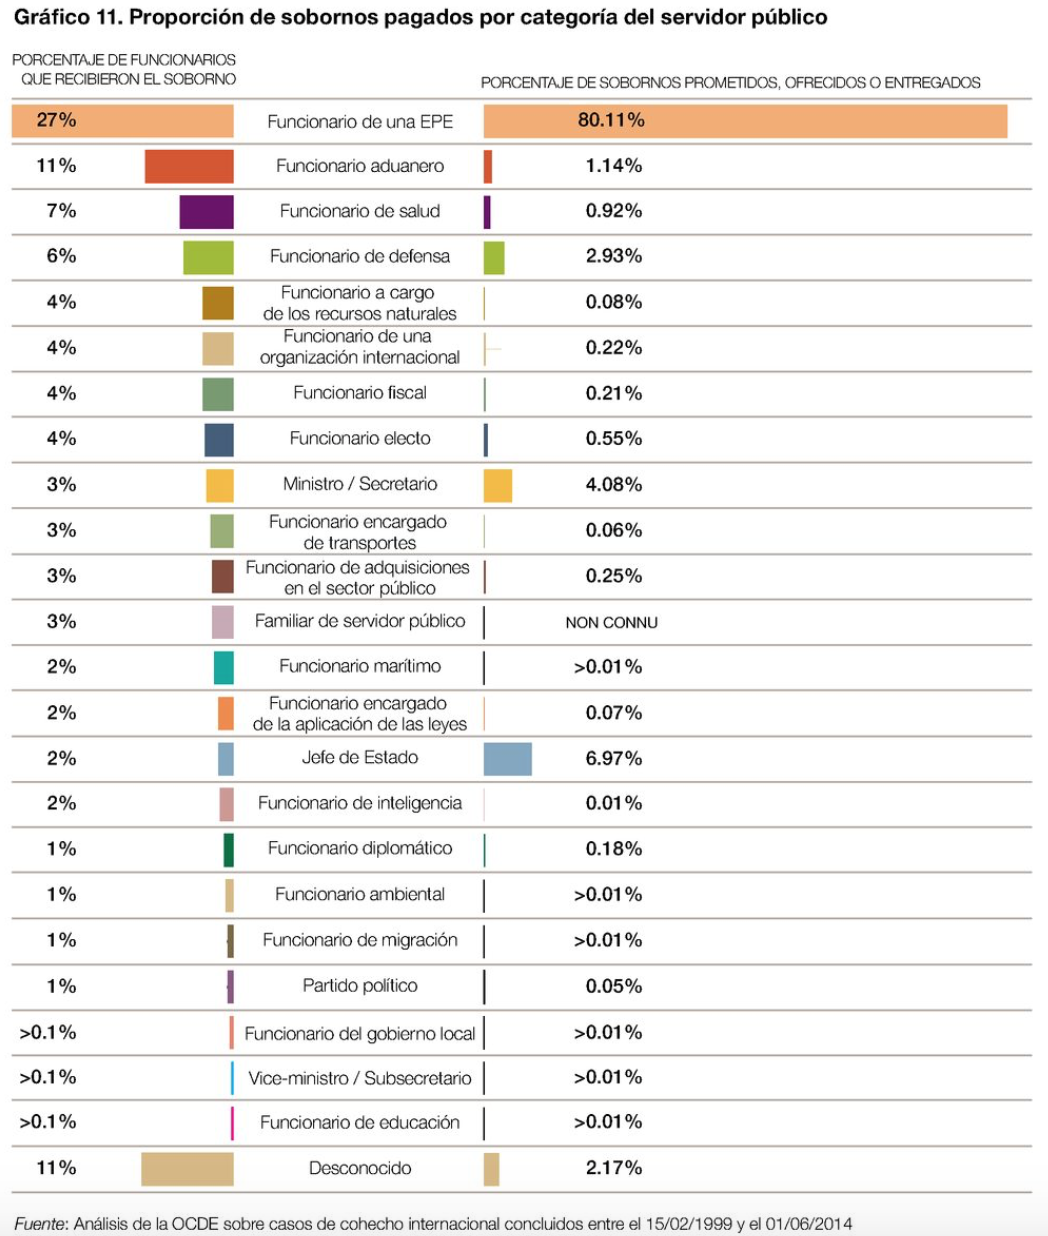 Gráfico 11. Proporción de sobornos pagados por categoría del servidor público
PORCENTAJE DE FUNCIONARIOS
QUE RECIBIERON EL SOBORNO
PORCENTAJE DE SOBORNOS PROMETIDOS, OFRECIDOS O ENTREGADOS
27% Funcionario de una EPE 80.11%
11% Funcionario aduanero 1.14%
7% Funcionario de salud 0.92%
6% Funcionario de defensa 2.93%
4% Funcionario a cargo
de los recursos naturales 0.08%
4% Funcionario de una
organización internacional 0.22%
4% Funcionario fiscal 0.21%
4% Funcionario electo 0.55%
3% Ministro / Secretario 4.08%
3% Funcionario encargado
de transportes 0.06%
3% Funcionario de adquisiciones
en el sector público 0.25%
3% Familiar de servidor público NON CONNU
2% Funcionario marítimo >0.01%
2% Funcionario encargado
de la aplicación de las leyes 0.07%
2% Jefe de Estado 6.97%
2% Funcionario de inteligencia 0.01%
1% Funcionario diplomático 0.18%
1% Funcionario ambiental >0.01%
1% Funcionario de migración >0.01%
1% Partido político 0.05%
>0.1% Funcionario del gobierno local >0.01%
>0.1% Vice-ministro / Subsecretario >0.01%
>0.1% Funcionario de educación >0.01%
11% Desconocido 2.17%
Fuente: Análisis de la OCDE sobre casos de cohecho internacional concluidos entre el 15/02/1999 y el 01/06/2014